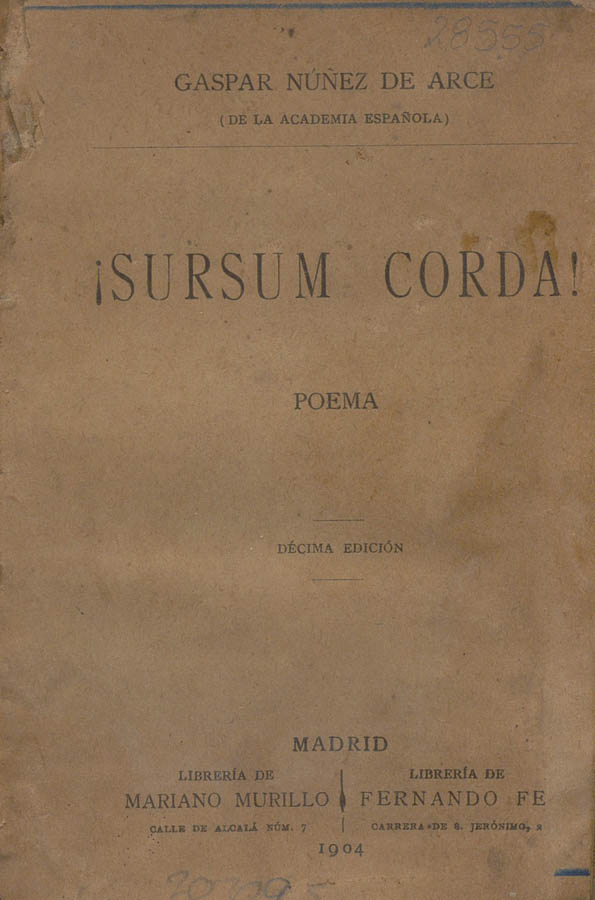 28555
GASPAR NÚÑEZ DE ARCE
(DE LA ACADEMIA ESPAÑOLA)
¡SURSUM CORDA!
POEMA
DÉCIMA EDICIÓN
MADRID
LIBRERÍA DE
MARIANO MURILLO
CALLE DE ALCALÁ NÚM. 7
LIBRERÍA DE
FERNANDO FE
CARRERA DE S. JERÓNIMO, 2
1904